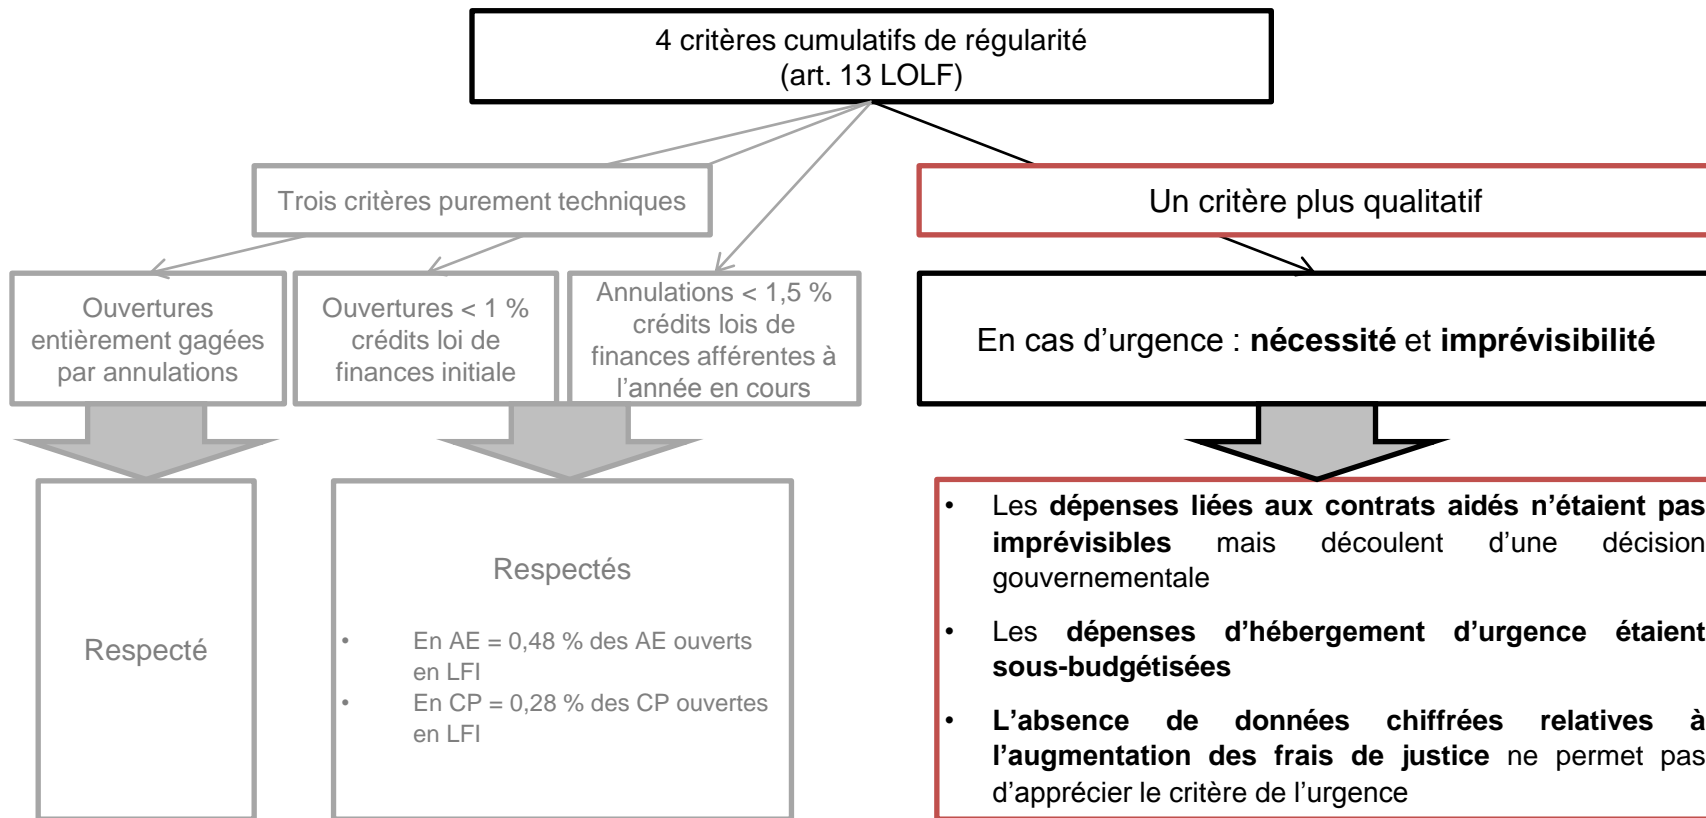 4 critères cumulatifs de régularité
(art. 13 LOLF)
Trois critères purement techniques
Un critère plus qualitatif
Ouvertures
entièrement gagées
par annulations
Ouvertures < 1 %
crédits loi de
finances initiale
Annulations < 1,5 %
crédits lois de
finances afférentes à
l’année en cours
En cas d’urgence : nécessité et imprévisibilité
Respecté
Respectés
• En AE = 0,48 % des AE ouverts
en LFI
• En CP = 0,28 % des CP ouvertes
en LFI
• Les dépenses liées aux contrats aidés n’étaient pas
imprévisibles mais découlent d’une décision
gouvernementale
• Les dépenses d’hébergement d’urgence étaient
sous-budgétisées
• L’absence de données chiffrées relatives à
l’augmentation des frais de justice ne permet pas
d’apprécier le critère de l’urgence